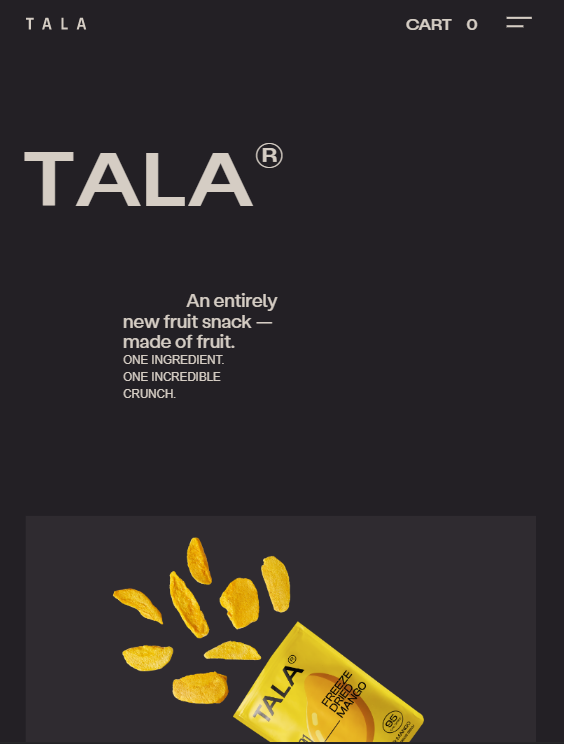 TALA
CART 0
TALA®
An entirely
new fruit snack —
made of fruit.
ONE INGREDIENT.
ONE INCREDIBLE
CRUNCH.
TALA®
FREEZE
DRIED
MANGO